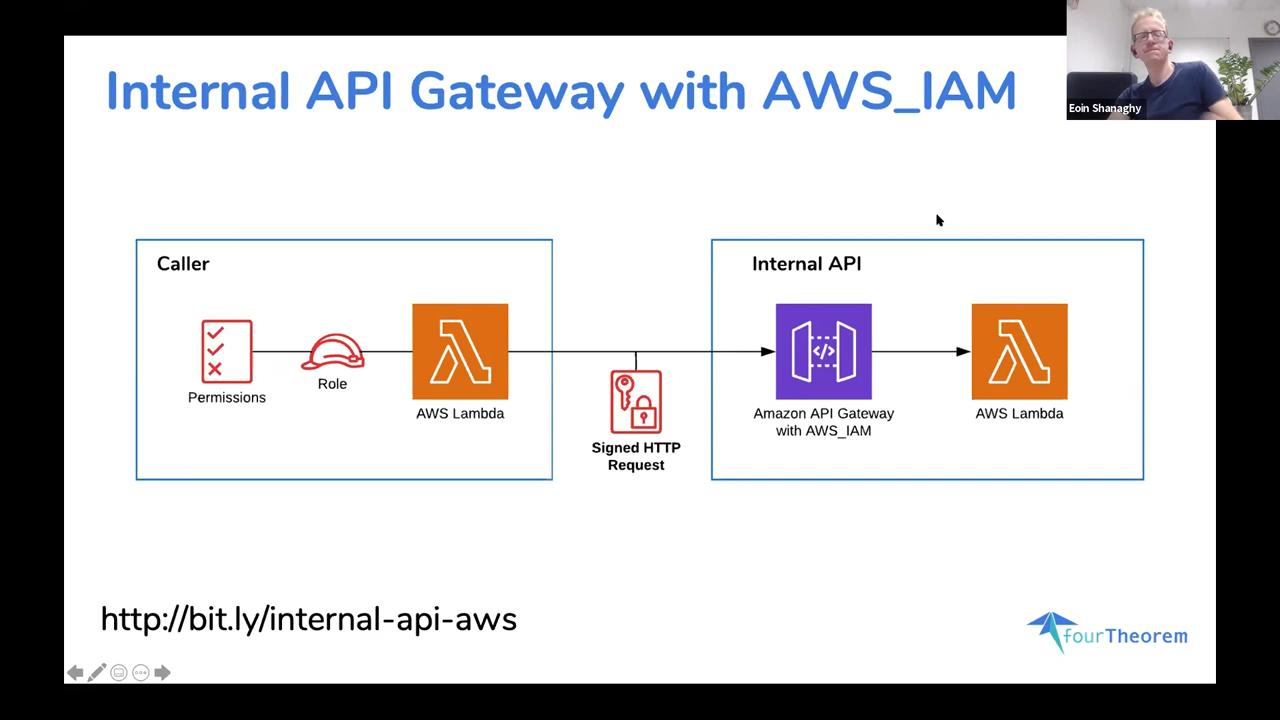 Internal API Gateway with AWS_IAM
Eoin Shanaghy
Caller
Internal API
Permissions
Role
AWS Lambda
Signed HTTP
Request
Amazon API Gateway
with AWS_IAM
AWS Lambda
http://bit.ly/internal-api-aws
fourTheorem